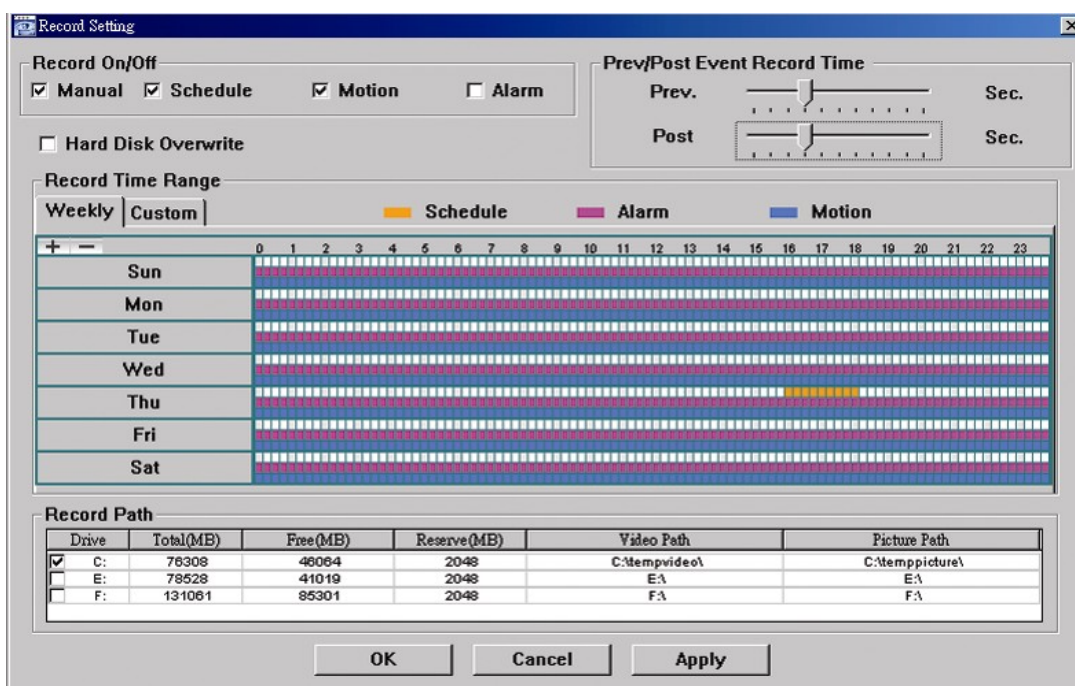 Record Setting
Record On/Off
Manual Schedule Motion Alarm
Prev/Post Event Record Time
Prev. Sec.
Post Sec.
Hard Disk Overwrite
Record Time Range
Weekly Custom Schedule Alarm Motion
+ − 0 1 2 3 4 5 6 7 8 9 10 11 12 13 14 15 16 17 18 19 20 21 22 23
Sun
Mon
Tue
Wed
Thu
Fri
Sat
Record Path
Drive Total(MB) Free(MB) Reserve(MB) Video Path Picture Path
C: 76308 46064 2048 C:\tempvideo\ C:\temppicture\
E: 78528 41019 2048 E:\ E:\
F: 131061 85301 2048 F:\ F:\
OK Cancel Apply